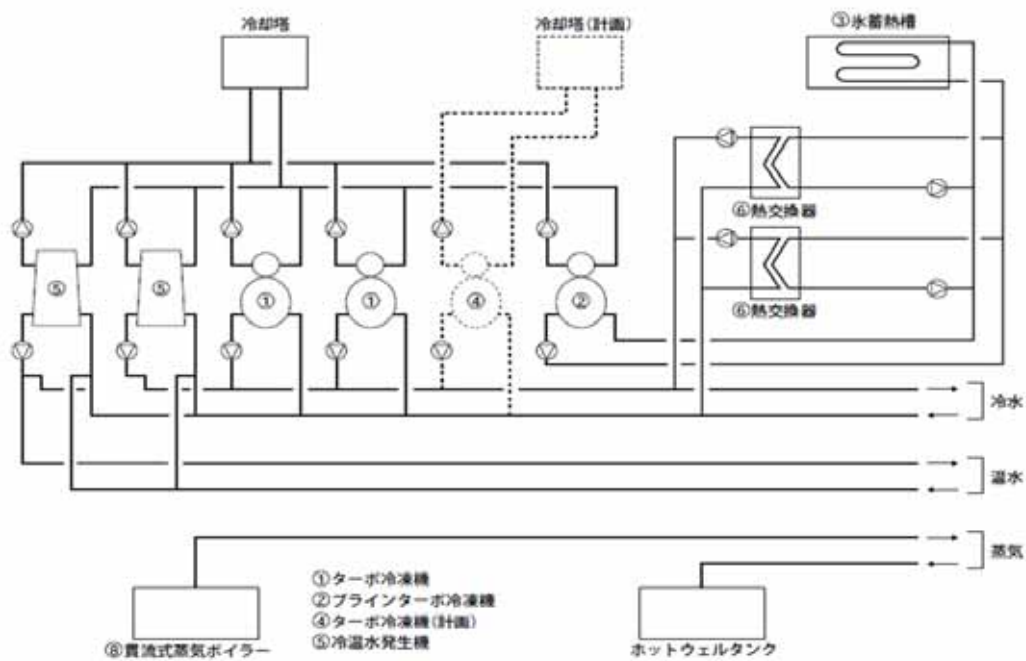 冷却塔
冷却塔(計画)
③氷蓄熱槽
⑥熱交換器
⑤
⑤
①
①
④
②
⑥熱交換器
冷水
温水
蒸気
①ターボ冷凍機
②ブラインターボ冷凍機
④ターボ冷凍機(計画)
⑤冷温水発生機
⑧貫流式蒸気ボイラー
ホットウェルタンク